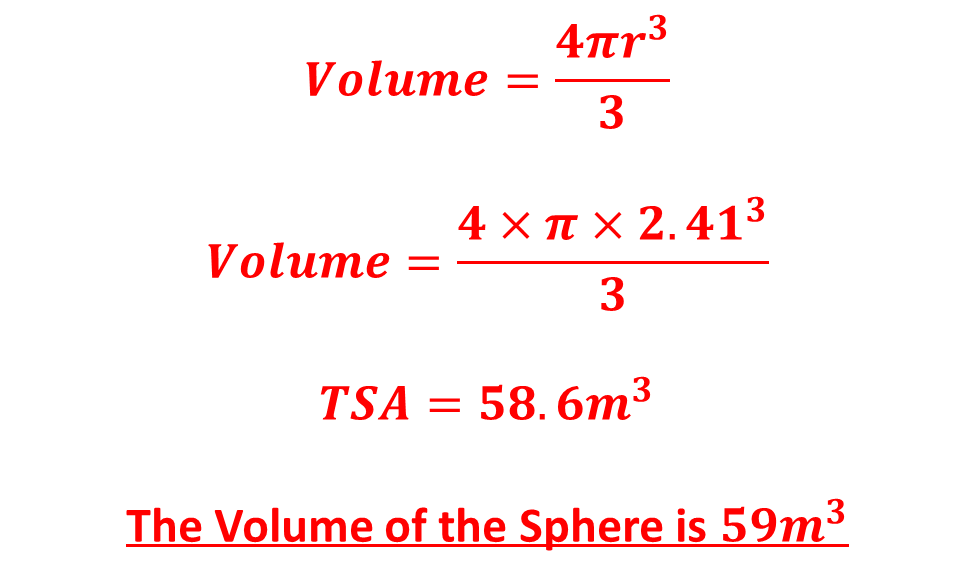 Volume = 4πr³/3
Volume = 4 × π × 2.41³/3
TSA = 58.6m³
The Volume of the Sphere is 59m³